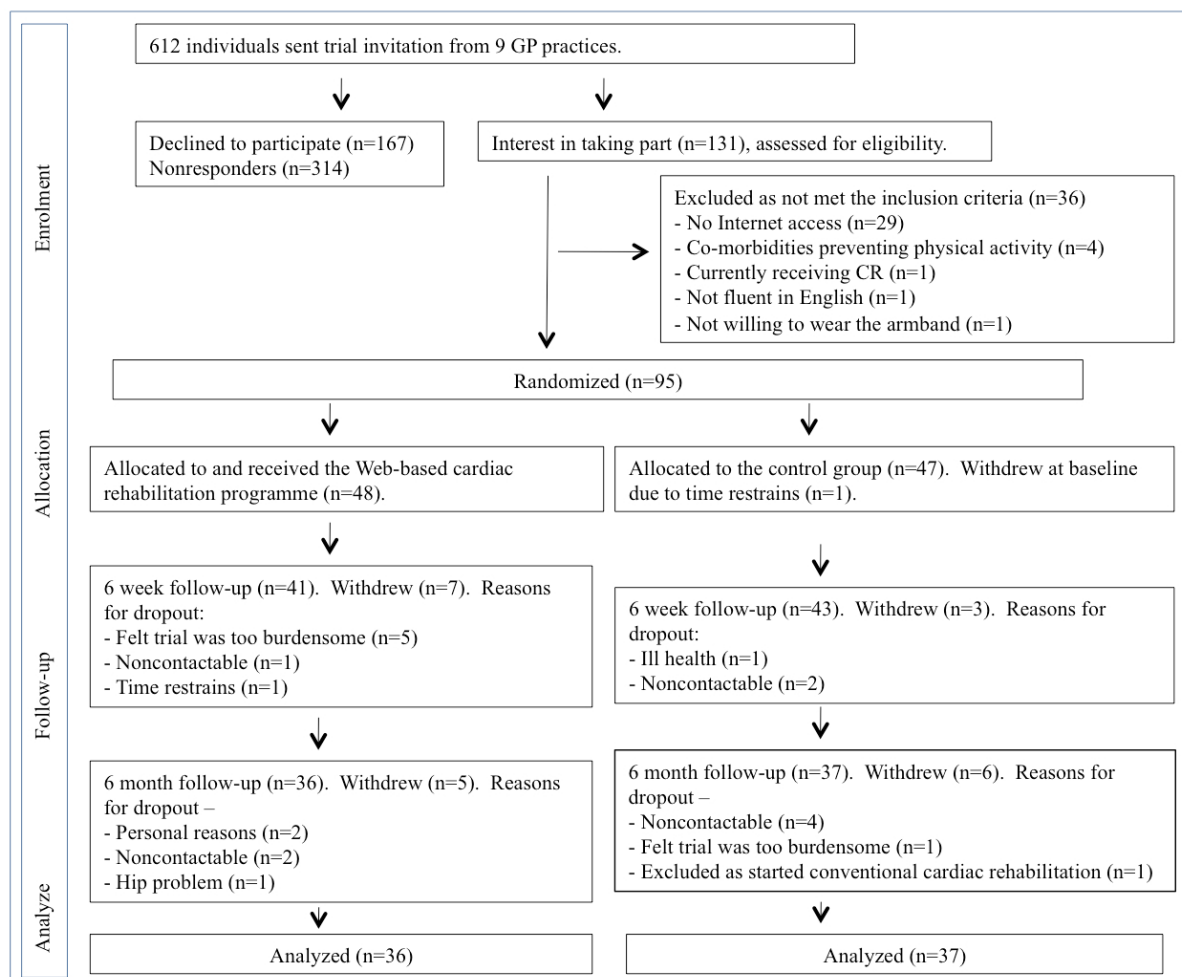 612 individuals sent trial invitation from 9 GP practices.
Enrolment
Declined to participate (n=167)
Nonresponders (n=314)
Interest in taking part (n=131), assessed for eligibility.
Excluded as not met the inclusion criteria (n=36)
- No Internet access (n=29)
- Co-morbidities preventing physical activity (n=4)
- Currently receiving CR (n=1)
- Not fluent in English (n=1)
- Not willing to wear the armband (n=1)
Randomized (n=95)
Allocation
Allocated to and received the Web-based cardiac
rehabilitation programme (n=48).
Allocated to the control group (n=47). Withdrew at baseline
due to time restrains (n=1).
Follow-up
6 week follow-up (n=41). Withdrew (n=7). Reasons
for dropout:
- Felt trial was too burdensome (n=5)
- Noncontactable (n=1)
- Time restrains (n=1)
6 week follow-up (n=43). Withdrew (n=3). Reasons for
dropout:
- Ill health (n=1)
- Noncontactable (n=2)
6 month follow-up (n=36). Withdrew (n=5). Reasons
for dropout –
- Personal reasons (n=2)
- Noncontactable (n=2)
- Hip problem (n=1)
6 month follow-up (n=37). Withdrew (n=6). Reasons for
dropout –
- Noncontactable (n=4)
- Felt trial was too burdensome (n=1)
- Excluded as started conventional cardiac rehabilitation (n=1)
Analyze
Analyzed (n=36)
Analyzed (n=37)